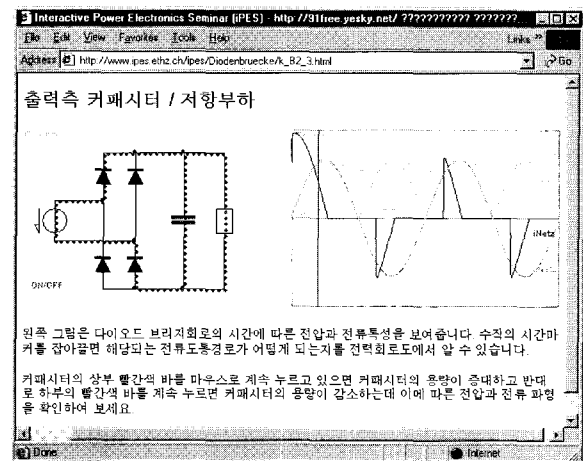 Interactive Power Electronics Seminar (iPES) - http://91free.yesky.net/ ??????????? ???????...
File Edit View Favorites Tools Help
Links »
Address http://www.ipes.ethz.ch/ipes/Diodenbruecke/k_B2_3.html
Go
출력측 커패시터 / 저항부하
iNetz
ON/OFF
왼쪽 그림은 다이오드 브리지회로의 시간에 따른 전압과 전류특성을 보여줍니다. 수직의 시간마
커를 잡아끌면 해당되는 전류도통경로가 어떻게 되는지를 전력회로도에서 알 수 있습니다.
커패시터의 상부 빨간색 바를 마우스로 계속 누르고 있으면 커패시터의 용량이 증대하고 반대
로 하부의 빨간색 바를 계속 누르면 커패시터의 용량이 감소하는데 이에 따른 전압과 전류 파형
을 확인하여 보세요.
Done
Internet